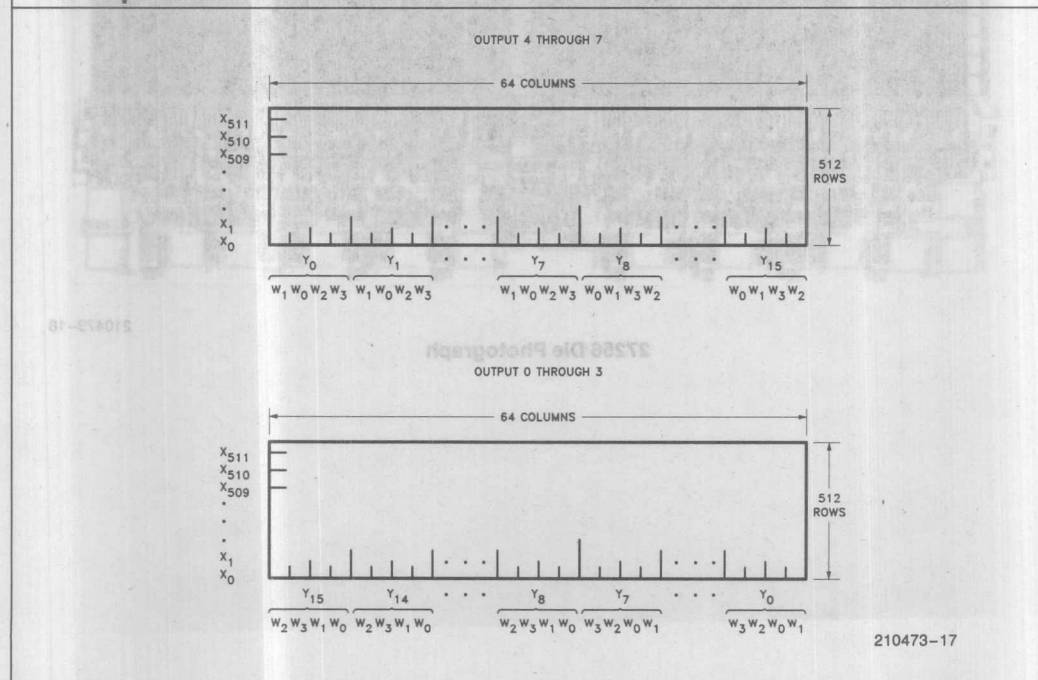 OUTPUT 4 THROUGH 7
64 COLUMNS
X511
X510
X509
512
ROWS
X1
X0
Y0 Y1 Y7 Y8 Y15
W1 W0 W2 W3 W1 W0 W2 W3 W1 W0 W2 W3 W0 W1 W3 W2 W0 W1 W3 W2
210479-16
27256 Die Photograph
OUTPUT 0 THROUGH 3
64 COLUMNS
X511
X510
X509
512
ROWS
X1
X0
Y15 Y14 Y8 Y7 Y0
W2 W3 W1 W0 W2 W3 W1 W0 W2 W3 W1 W0 W3 W2 W0 W1 W3 W2 W0 W1
210473-17